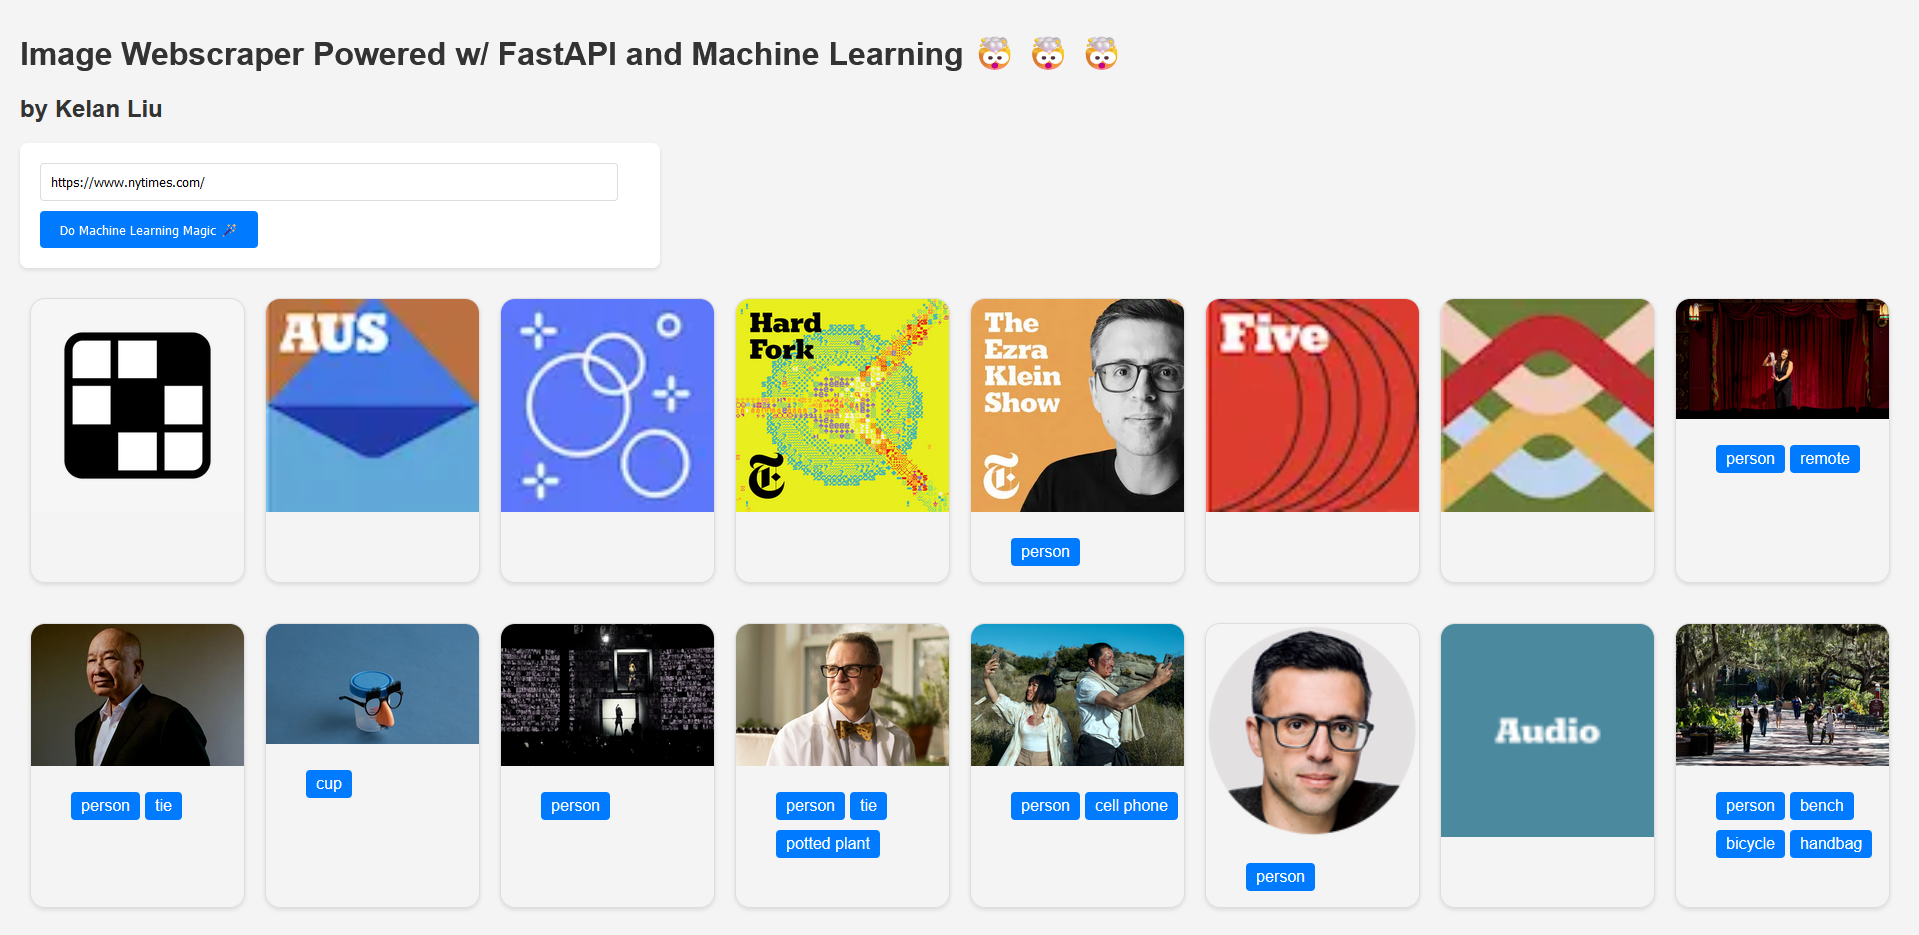 Image Webscraper Powered w/ FastAPI and Machine Learning 🤯 🤯 🤯
by Kelan Liu
https://www.nytimes.com/
Do Machine Learning Magic 🪄
AUS
Hard
Fork
T
The
Ezra
Klein
Show
T
Five
person remote
person
person tie
cup
person
person tie
potted plant
person cell phone
person
Audio
person bench
bicycle handbag